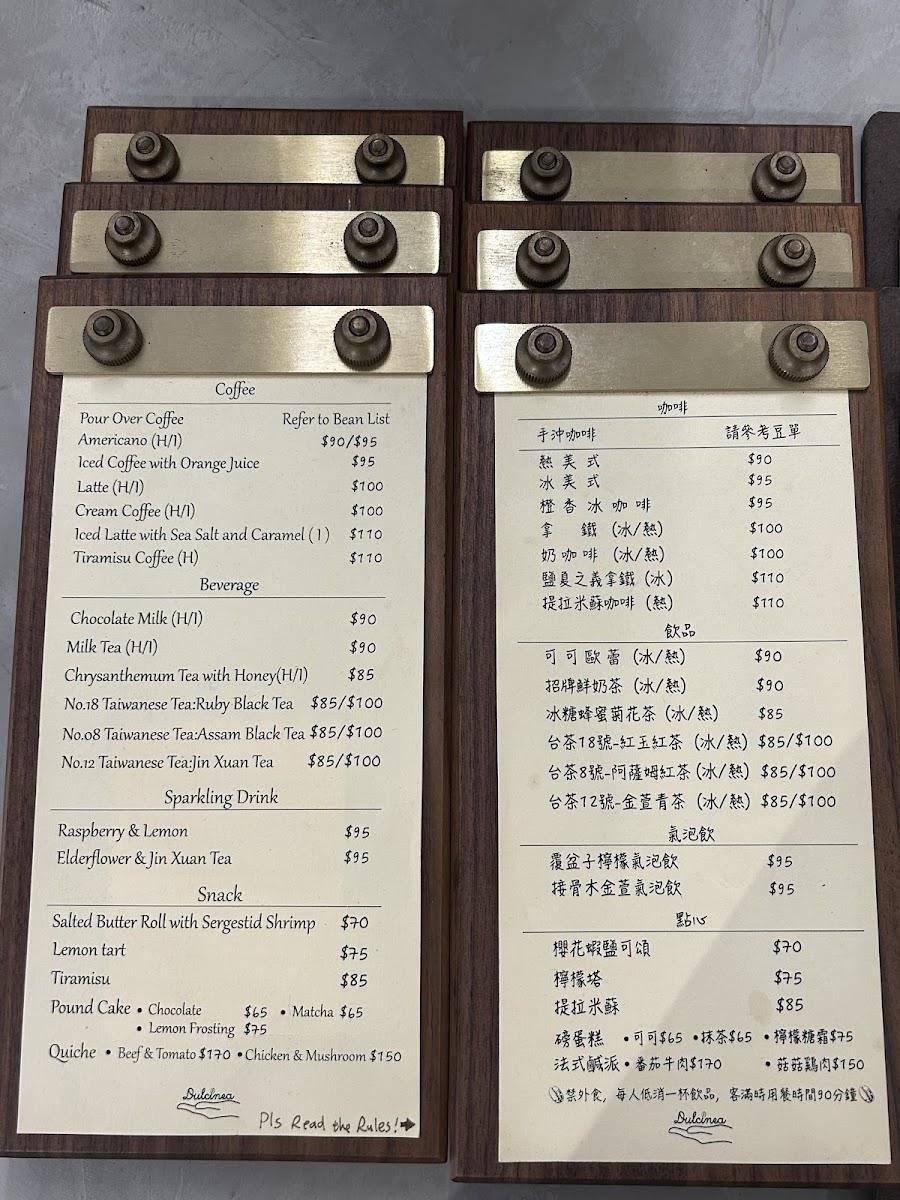 Coffee
Pour Over Coffee Refer to Bean List
Americano (H/I) $90/$95
Iced Coffee with Orange Juice $95
Latte (H/I) $100
Cream Coffee (H/I) $100
Iced Latte with Sea Salt and Caramel ( I ) $110
Tiramisu Coffee (H) $110
Beverage
Chocolate Milk (H/I) $90
Milk Tea (H/I) $90
Chrysanthemum Tea with Honey(H/I) $85
No.18 Taiwanese Tea:Ruby Black Tea $85/$100
No.08 Taiwanese Tea:Assam Black Tea $85/$100
No.12 Taiwanese Tea:Jin Xuan Tea $85/$100
Sparkling Drink
Raspberry & Lemon $95
Elderflower & Jin Xuan Tea $95
Snack
Salted Butter Roll with Sergestid Shrimp $70
Lemon tart $75
Tiramisu $85
Pound Cake • Chocolate $65 • Matcha $65
• Lemon Frosting $75
Quiche • Beef & Tomato $170 • Chicken & Mushroom $150
Dulcínea
Pls Read the Rules!➡
咖啡
手沖咖啡 請參考豆單
熱美式 $90
冰美式 $95
橙香冰咖啡 $95
拿鐵 (冰/熱) $100
奶咖啡 (冰/熱) $100
鹽夏之義拿鐵 (冰) $110
提拉米蘇咖啡 (熱) $110
飲品
可可歐蕾 (冰/熱) $90
招牌鮮奶茶 (冰/熱) $90
冰糖蜂蜜菊花茶 (冰/熱) $85
台茶18號-紅玉紅茶 (冰/熱) $85/$100
台茶8號-阿薩姆紅茶 (冰/熱) $85/$100
台茶12號-金萱青茶 (冰/熱) $85/$100
氣泡飲
覆盆子檸檬氣泡飲 $95
接骨木金萱氣泡飲 $95
點心
櫻花蝦鹽可頌 $70
檸檬塔 $75
提拉米蘇 $85
磅蛋糕 •可可$65 •抹茶$65 •檸檬糖霜$75
法式鹹派 •番茄牛肉$170 •菇菇雞肉$150
禁外食, 每人低消一杯飲品, 客滿時用餐時間90分鐘
Dulcínea